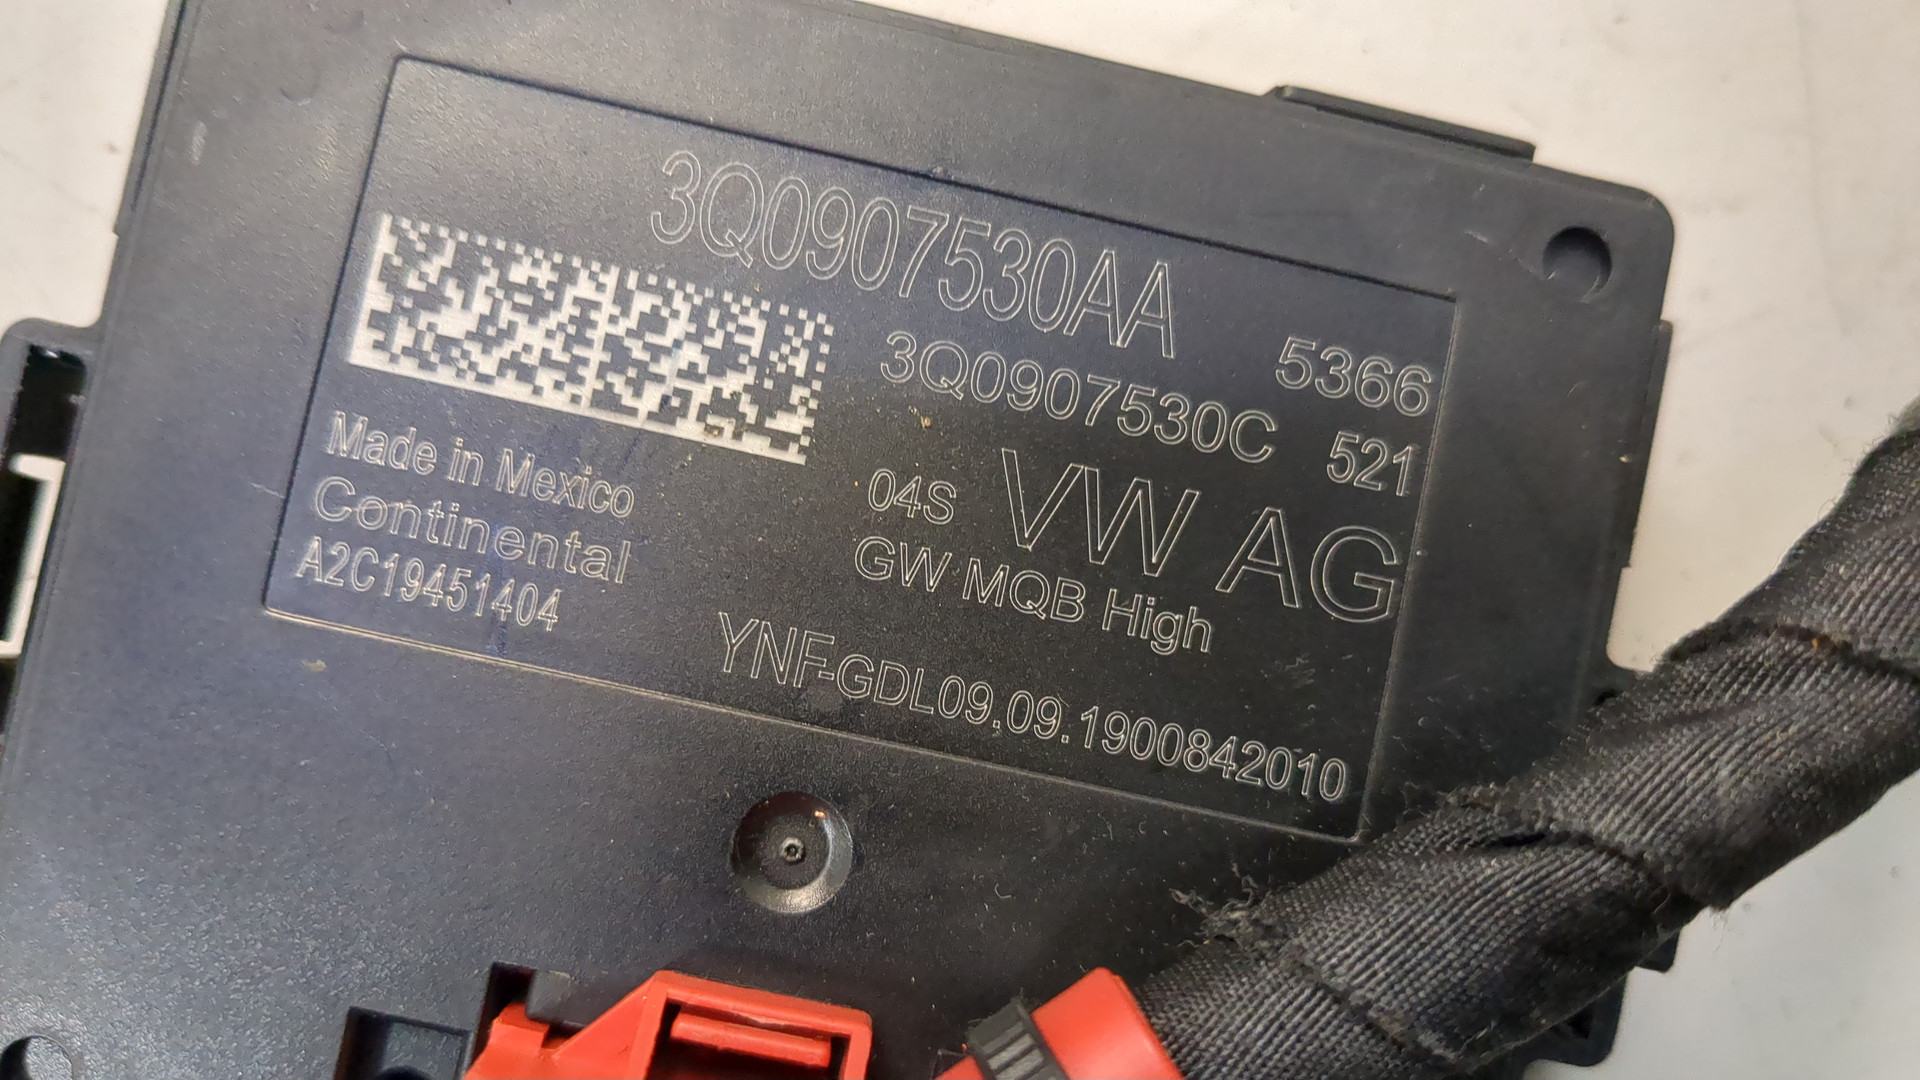 3Q0907530AA
5366
3Q0907530C 521
04S VW AG
GW MQB High
Made in Mexico
Continental
A2C19451404
YNF-GDL09.09.1900842010